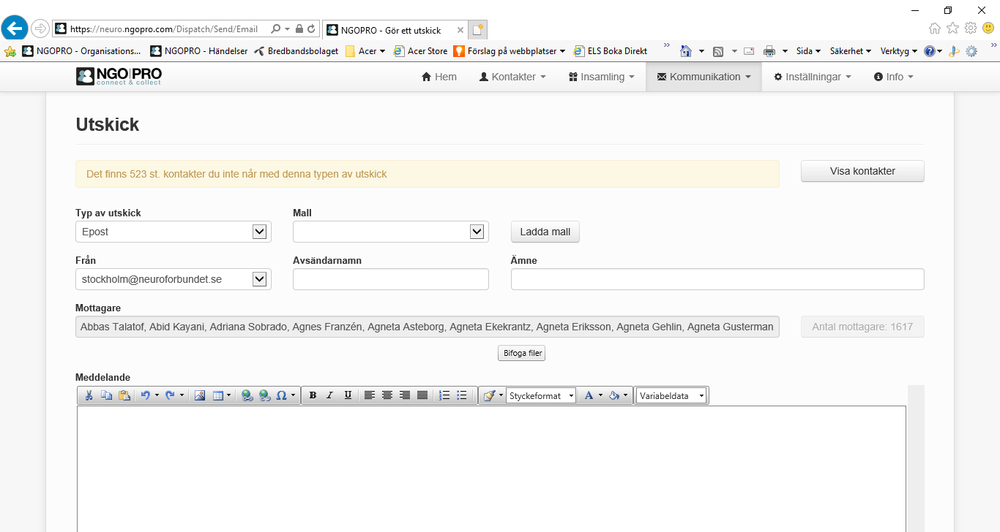 https://neuro.ngopro.com/Dispatch/Send/Email
NGOPRO - Gör ett utskick
NGOPRO - Organisations... NGOPRO - Händelser Bredbandsbolaget Acer Acer Store Förslag på webbplatser ELS Boka Direkt » Sida Säkerhet Verktyg »
NGO|PRO
connect & collect
Hem Kontakter Insamling Kommunikation Inställningar Info
Utskick
Det finns 523 st. kontakter du inte når med denna typen av utskick
Visa kontakter
Typ av utskick Mall
Epost Ladda mall
Från Avsändarnamn Ämne
stockholm@neuroforbundet.se
Mottagare
Abbas Talatof, Abid Kayani, Adriana Sobrado, Agnes Franzén, Agneta Asteborg, Agneta Ekekrantz, Agneta Eriksson, Agneta Gehlin, Agneta Gusterman
Antal mottagare: 1617
Bifoga filer
Meddelande
B I U Styckeformat A Variabeldata